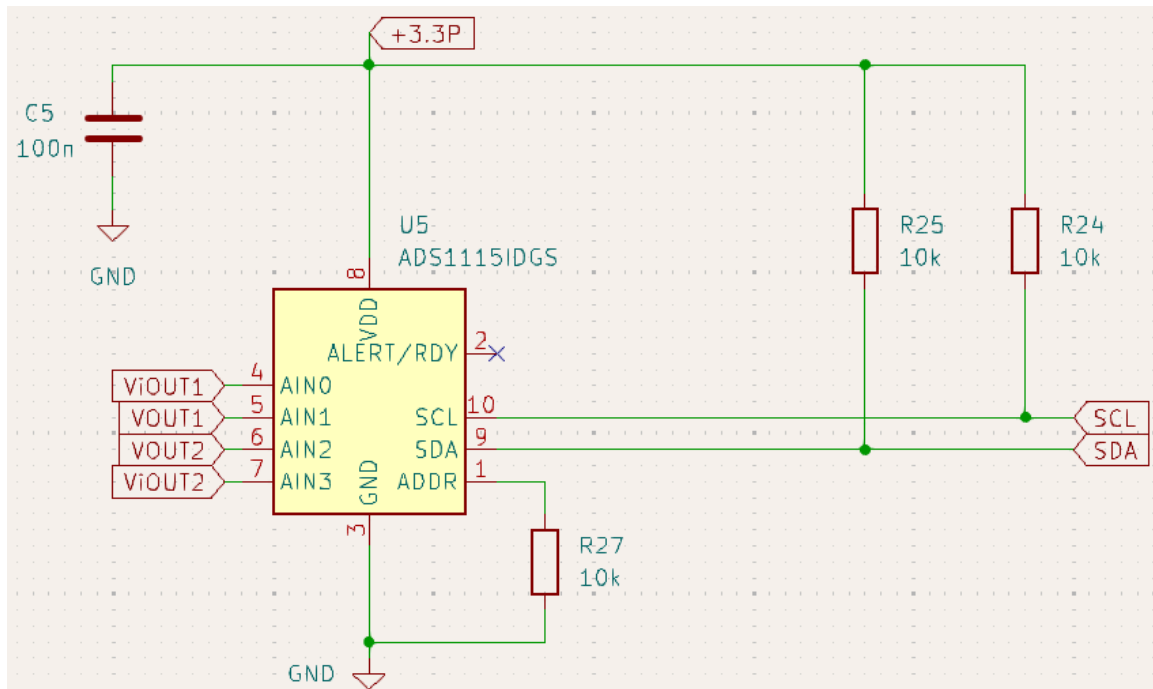 +3.3P
C5
100n
GND
U5
ADS1115IDGS
R25
10k
R24
10k
8
VDD
ALERT/RDY
2
ViOUT1
4
AIN0
VOUT1
5
AIN1
SCL
10
SCL
VOUT2
6
AIN2
SDA
9
SDA
ViOUT2
7
AIN3
GND
ADDR
1
3
R27
10k
GND